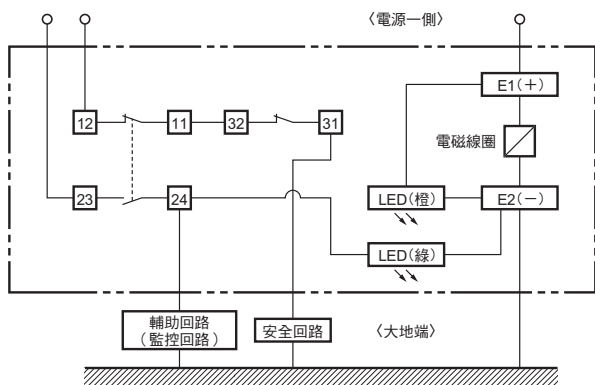 〈電源一側〉
E1(＋)
12
11
32
31
電磁線圈
23
24
LED(橙)
E2(－)
LED(綠)
輔助回路
(監控回路)
安全回路
〈大地端〉